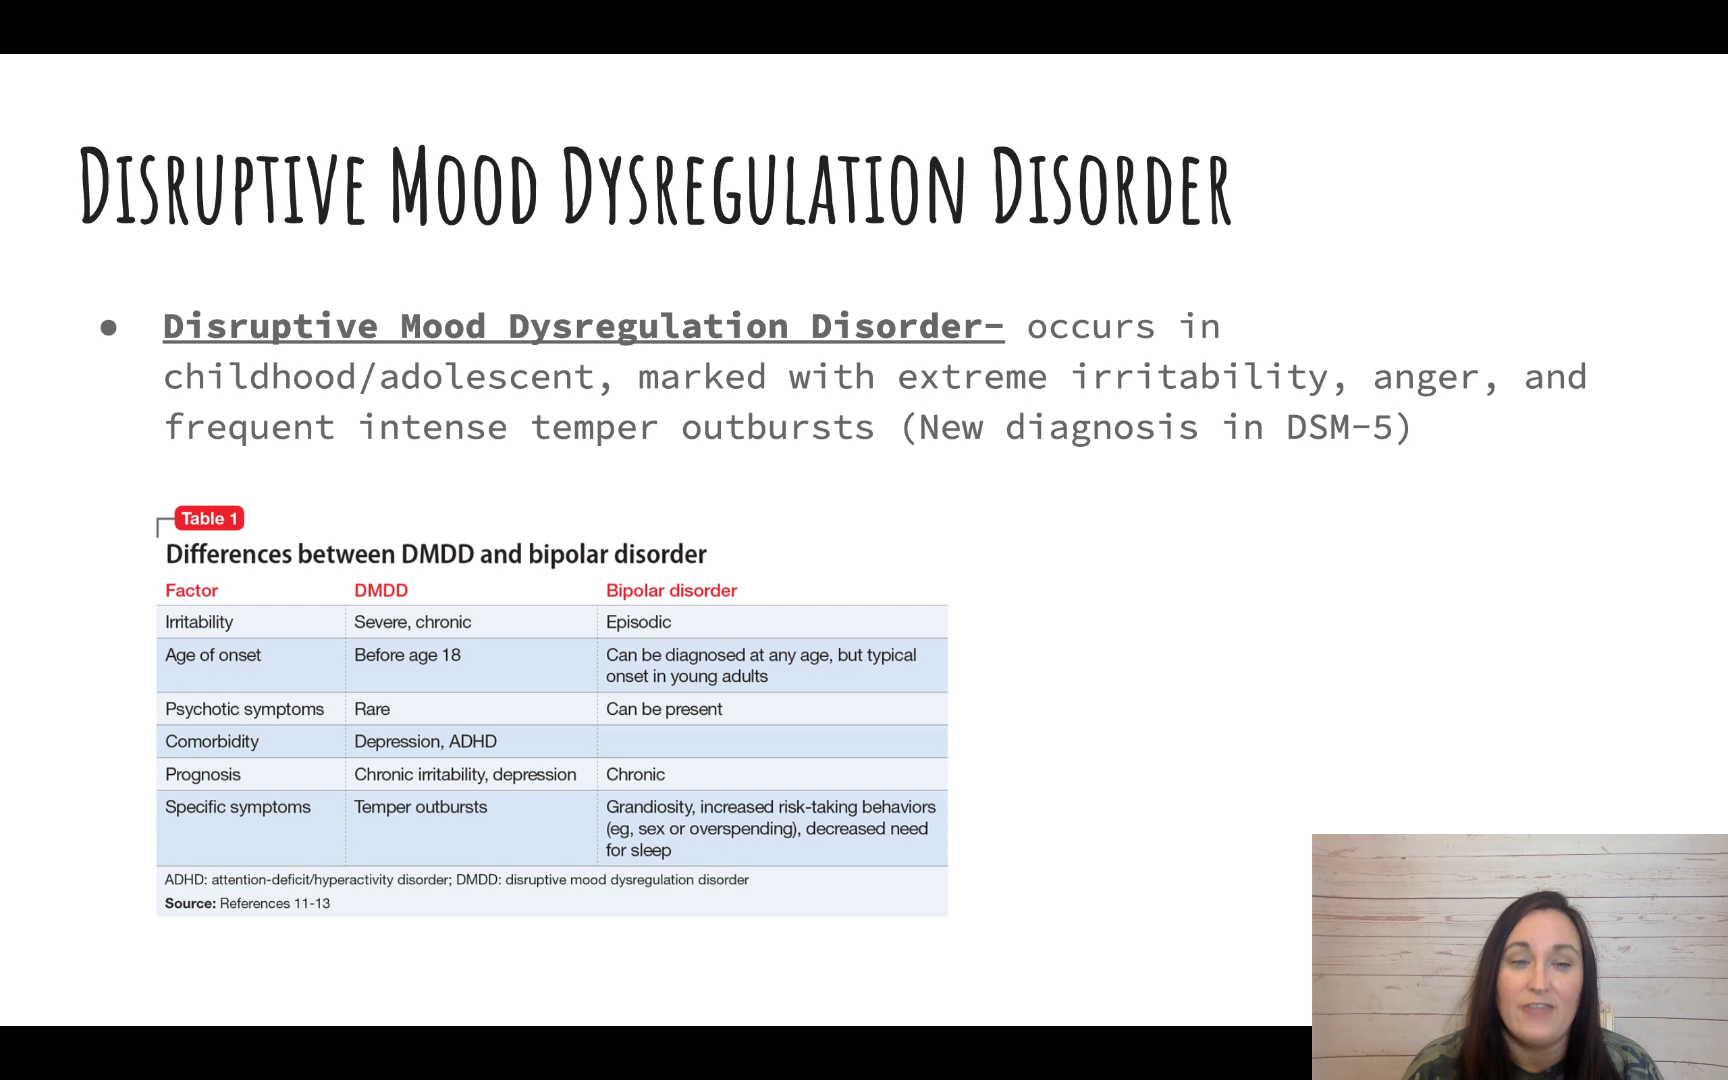 Disruptive Mood Dysregulation Disorder
● Disruptive Mood Dysregulation Disorder- occurs in
childhood/adolescent, marked with extreme irritability, anger, and
frequent intense temper outbursts (New diagnosis in DSM-5)
Table 1
Differences between DMDD and bipolar disorder
Factor DMDD Bipolar disorder
Irritability Severe, chronic Episodic
Age of onset Before age 18 Can be diagnosed at any age, but typical
onset in young adults
Psychotic symptoms Rare Can be present
Comorbidity Depression, ADHD
Prognosis Chronic irritability, depression Chronic
Specific symptoms Temper outbursts Grandiosity, increased risk-taking behaviors
(eg, sex or overspending), decreased need
for sleep
ADHD: attention-deficit/hyperactivity disorder; DMDD: disruptive mood dysregulation disorder
Source: References 11-13